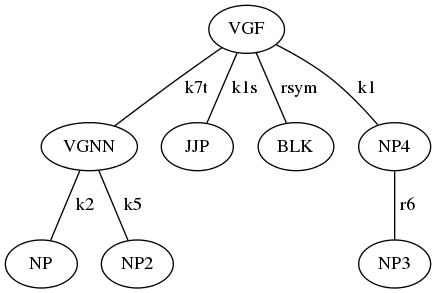 VGF
k7t k1s rsym k1
VGNN JJP BLK NP4
k2 k5 r6
NP NP2 NP3